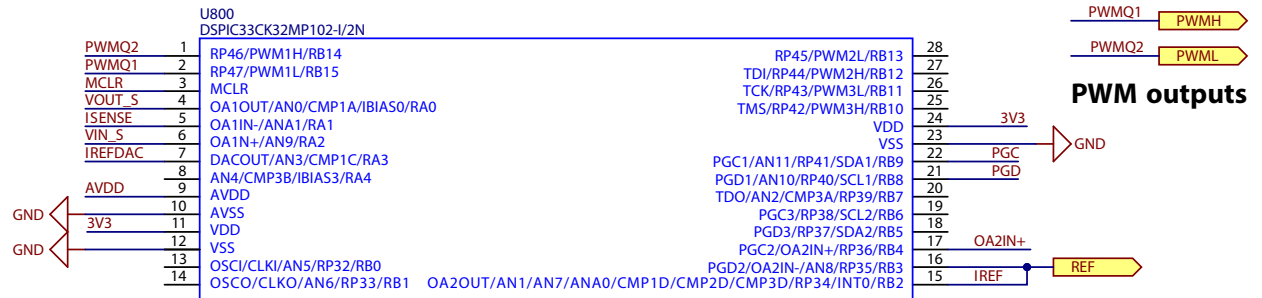 U800
DSPIC33CK32MP102-I/2N
PWMQ1 PWMH
PWMQ2 PWML
PWM outputs
PWMQ2 1 RP46/PWM1H/RB14
PWMQ1 2 RP47/PWM1L/RB15
MCLR 3 MCLR
VOUT_S 4 OA1OUT/AN0/CMP1A/IBIAS0/RA0
ISENSE 5 OA1IN-/ANA1/RA1
VIN_S 6 OA1N+/AN9/RA2
IREFDAC 7 DACOUT/AN3/CMP1C/RA3
8 AN4/CMP3B/IBIAS3/RA4
AVDD 9 AVDD
GND 10 AVSS
3V3 11 VDD
GND 12 VSS
13 OSCI/CLKI/AN5/RP32/RB0
14 OSCO/CLKO/AN6/RP33/RB1
RP45/PWM2L/RB13 28
TDI/RP44/PWM2H/RB12 27
TCK/RP43/PWM3L/RB11 26
TMS/RP42/PWM3H/RB10 25
VDD 24 3V3
VSS 23 GND
PGC1/AN11/RP41/SDA1/RB9 22 PGC
PGD1/AN10/RP40/SCL1/RB8 21 PGD
TDO/AN2/CMP3A/RP39/RB7 20
PGC3/RP38/SCL2/RB6 19
PGD3/RP37/SDA2/RB5 18
PGC2/OA2IN+/RP36/RB4 17 OA2IN+
PGD2/OA2IN-/AN8/RP35/RB3 16 REF
OA2OUT/AN1/AN7/ANA0/CMP1D/CMP2D/CMP3D/RP34/INT0/RB2 15 IREF